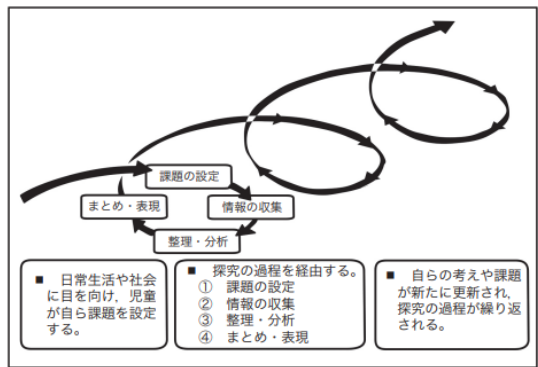 課題の設定
まとめ・表現
情報の収集
整理・分析
■ 日常生活や社会
に目を向け，児童
が自ら課題を設定
する。
■ 探究の過程を経由する。
① 課題の設定
② 情報の収集
③ 整理・分析
④ まとめ・表現
■ 自らの考えや課題
が新たに更新され，
探究の過程が繰り返
される。